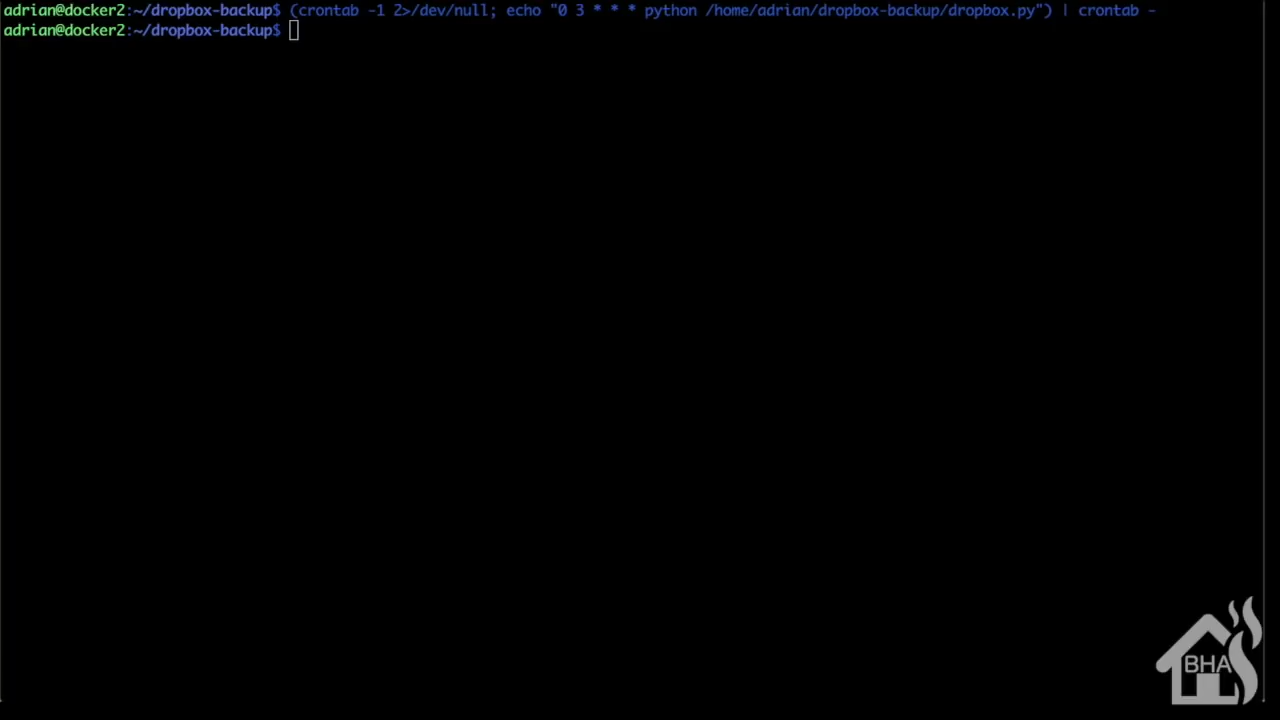 adrian@docker2:~/dropbox-backup$ (crontab -1 2>/dev/null; echo "0 3 * * * python /home/adrian/dropbox-backup/dropbox.py") | crontab -
adrian@docker2:~/dropbox-backup$
BHA